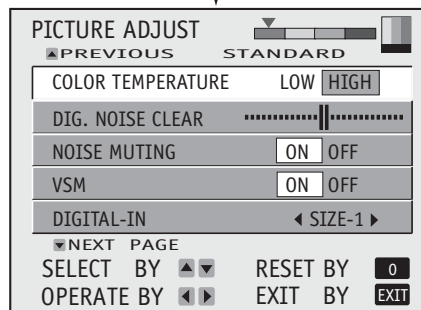 PICTURE ADJUST
PREVIOUS STANDARD
COLOR TEMPERATURE LOW HIGH
DIG. NOISE CLEAR
NOISE MUTING ON OFF
VSM ON OFF
DIGITAL-IN SIZE-1
NEXT PAGE
SELECT BY RESET BY 0
OPERATE BY EXIT BY EXIT